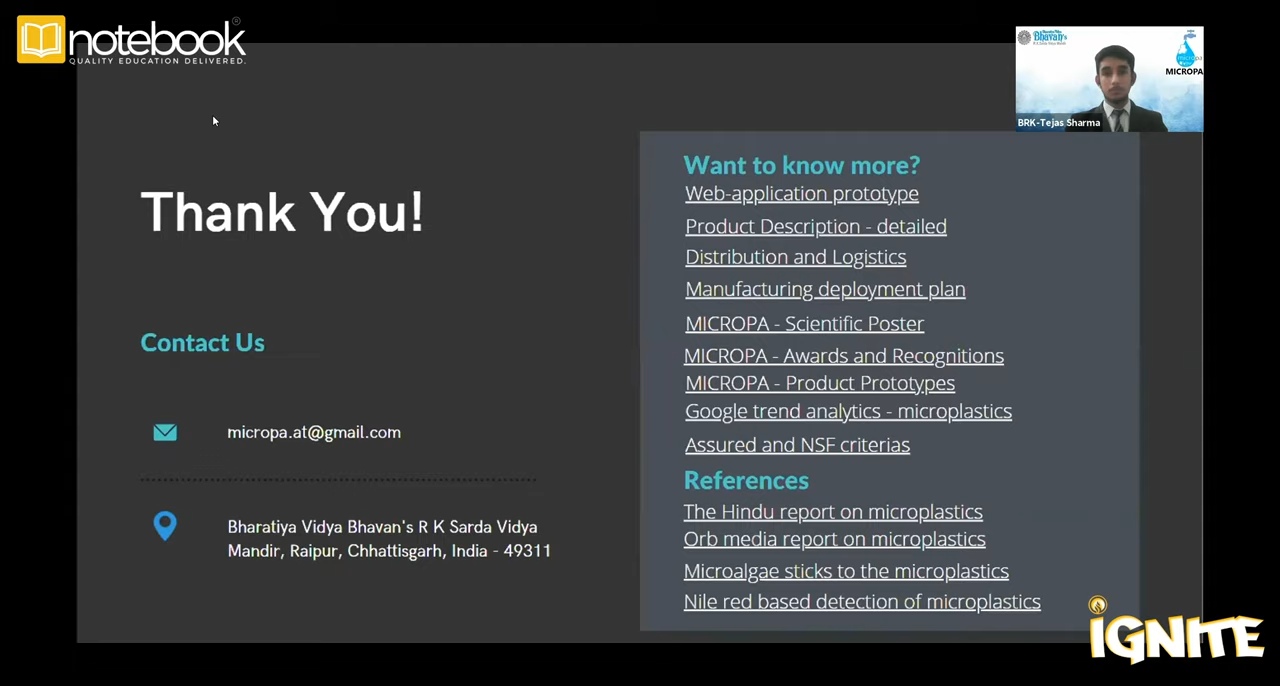 notebook
QUALITY EDUCATION DELIVERED.
Bhavan's
MICROPA
BRK-Tejas Sharma
Thank You!
Contact Us
micropa.at@gmail.com
Bharatiya Vidya Bhavan's R K Sarda Vidya
Mandir, Raipur, Chhattisgarh, India - 49311
Want to know more?
Web-application prototype
Product Description - detailed
Distribution and Logistics
Manufacturing deployment plan
MICROPA - Scientific Poster
MICROPA - Awards and Recognitions
MICROPA - Product Prototypes
Google trend analytics - microplastics
Assured and NSF criterias
References
The Hindu report on microplastics
Orb media report on microplastics
Microalgae sticks to the microplastics
Nile red based detection of microplastics
iGNITE